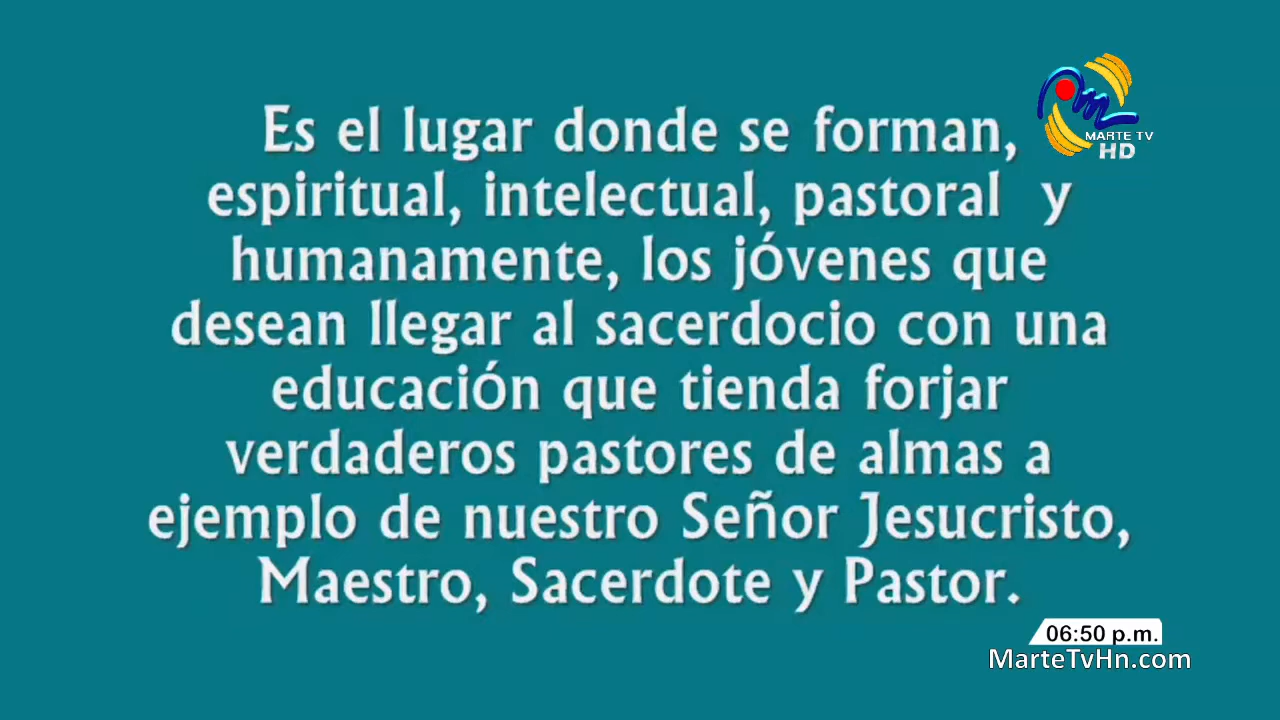 Es el lugar donde se forman,
espiritual, intelectual, pastoral y
humanamente, los jóvenes que
desean llegar al sacerdocio con una
educación que tienda forjar
verdaderos pastores de almas a
ejemplo de nuestro Señor Jesucristo,
Maestro, Sacerdote y Pastor.
MARTE TV
HD
06:50 p.m.
MarteTvHn.com